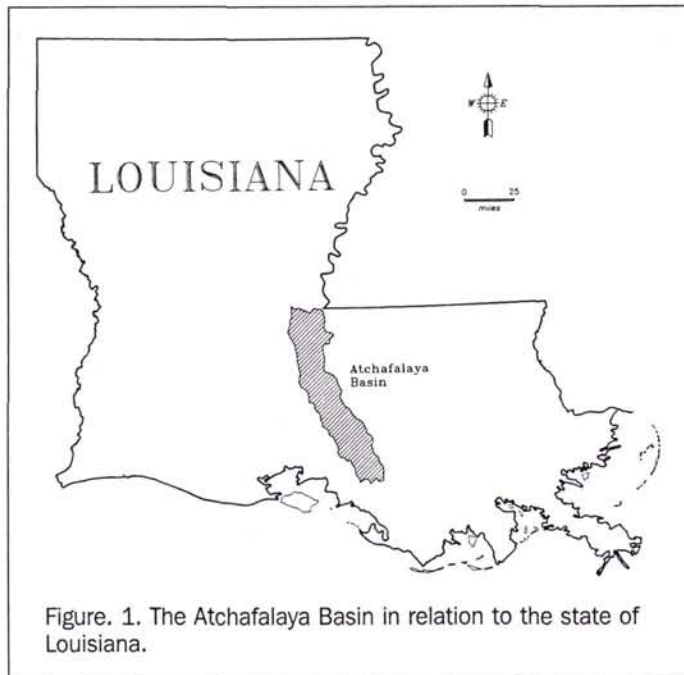 LOUISIANA
W E
0 25
miles
Atchafalaya
Basin
Figure. 1. The Atchafalaya Basin in relation to the state of
Louisiana.